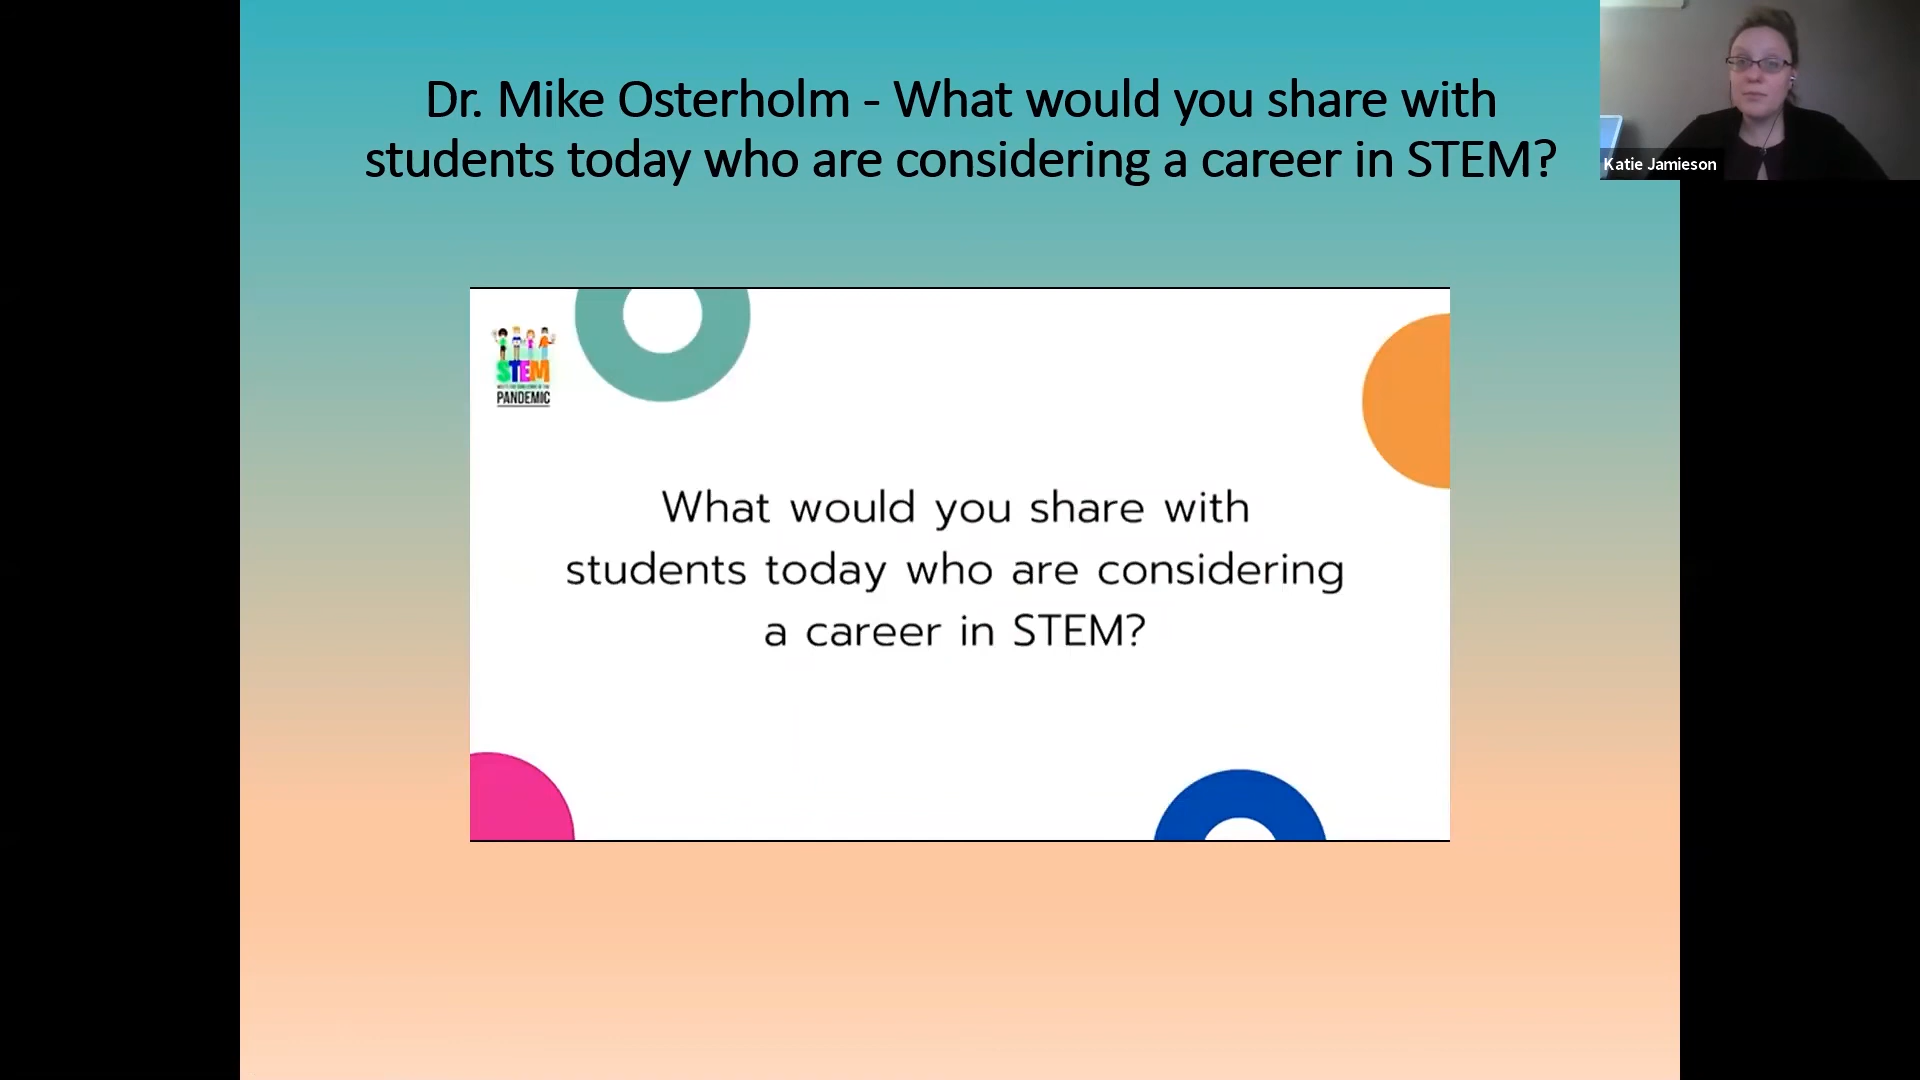 Dr. Mike Osterholm - What would you share with
students today who are considering a career in STEM?
Katie Jamieson
STEM
PANDEMIC
What would you share with
students today who are considering
a career in STEM?